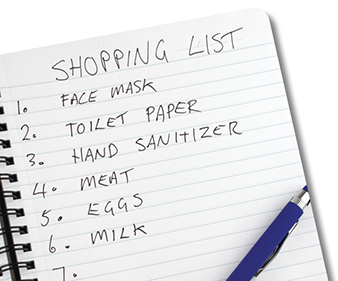 SHOPPING LIST
1. FACE MASK
2. TOILET PAPER
3. HAND SANITIZER
4. MEAT
5. EGGS
6. MILK
7.